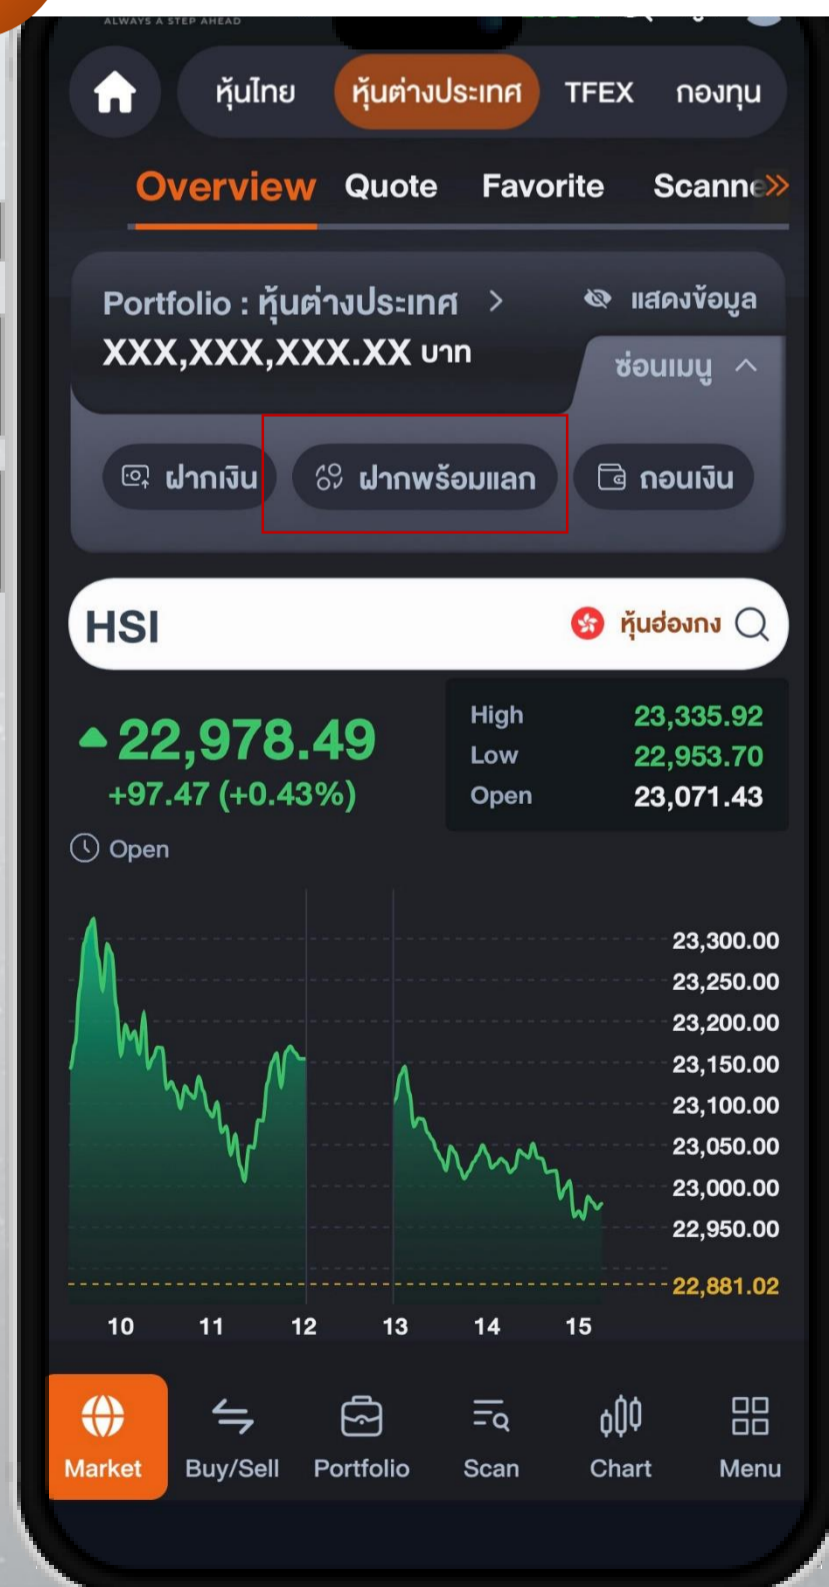 ALWAYS A STEP AHEAD
หุ้นไทย หุ้นต่างประเทศ TFEX กองทุน
Overview Quote Favorite Scanne
Portfolio : หุ้นต่างประเทศ > แสดงข้อมูล
XXX,XXX,XXX.XX บาท
ซ่อนเมนู
ฝากเงิน ฝากพร้อมแลก ถอนเงิน
HSI หุ้นฮ่องกง
22,978.49
+97.47 (+0.43%)
High 23,335.92
Low 22,953.70
Open 23,071.43
Open
23,300.00
23,250.00
23,200.00
23,150.00
23,100.00
23,050.00
23,000.00
22,950.00
22,881.02
10 11 12 13 14 15
Market Buy/Sell Portfolio Scan Chart Menu